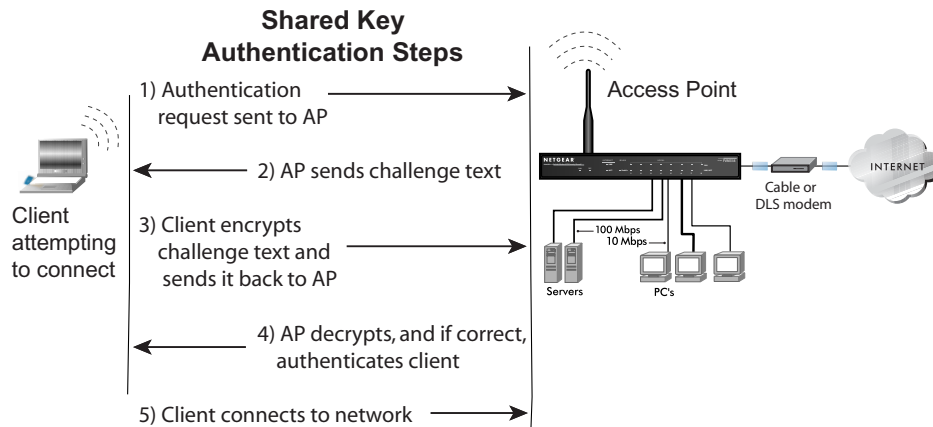 Shared Key
Authentication Steps
1) Authentication
request sent to AP
2) AP sends challenge text
3) Client encrypts
challenge text and
sends it back to AP
4) AP decrypts, and if correct,
authenticates client
5) Client connects to network
Client
attempting
to connect
Access Point
NETGEAR
INTERNET
Cable or
DLS modem
100 Mbps
10 Mbps
Servers
PC's